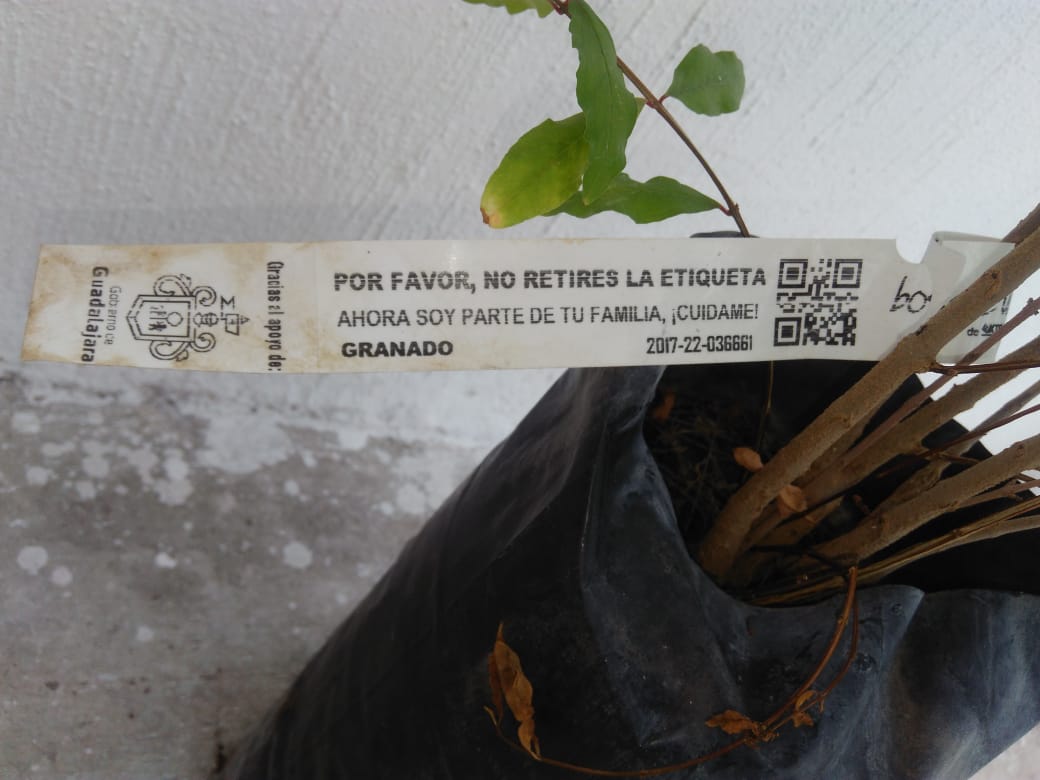 POR FAVOR, NO RETIRES LA ETIQUETA
AHORA SOY PARTE DE TU FAMILIA, ¡CUIDAME!
GRANADO
2017-22-036661
Gracias al apoyo de:
Gobierno de
Guadalajara
de